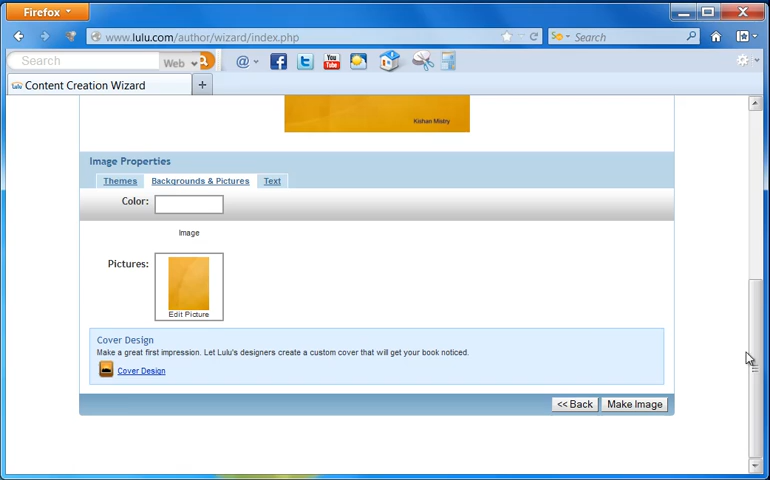 Firefox
www.lulu.com/author/wizard/index.php
Search
Search
Web
@
f
t
You Tube
Content Creation Wizard
+
Kishan Mistry
Image Properties
Themes Backgrounds & Pictures Text
Color:
Image
Pictures:
Edit Picture
Cover Design
Make a great first impression. Let Lulu's designers create a custom cover that will get your book noticed.
Cover Design
<< Back Make Image